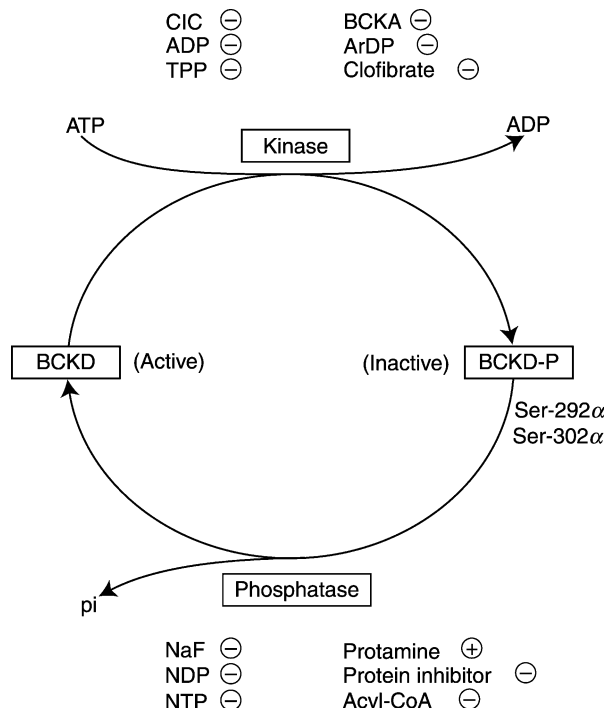 CIC ⊖ BCKA ⊖
ADP ⊖ ArDP ⊖
TPP ⊖ Clofibrate ⊖
ATP ADP
Kinase
BCKD (Active) (Inactive) BCKD-P
Ser-292α
Ser-302α
Phosphatase
pi
NaF ⊖ Protamine ⊕
NDP ⊖ Protein inhibitor ⊖
NTP ⊖ Acyl-CoA ⊖